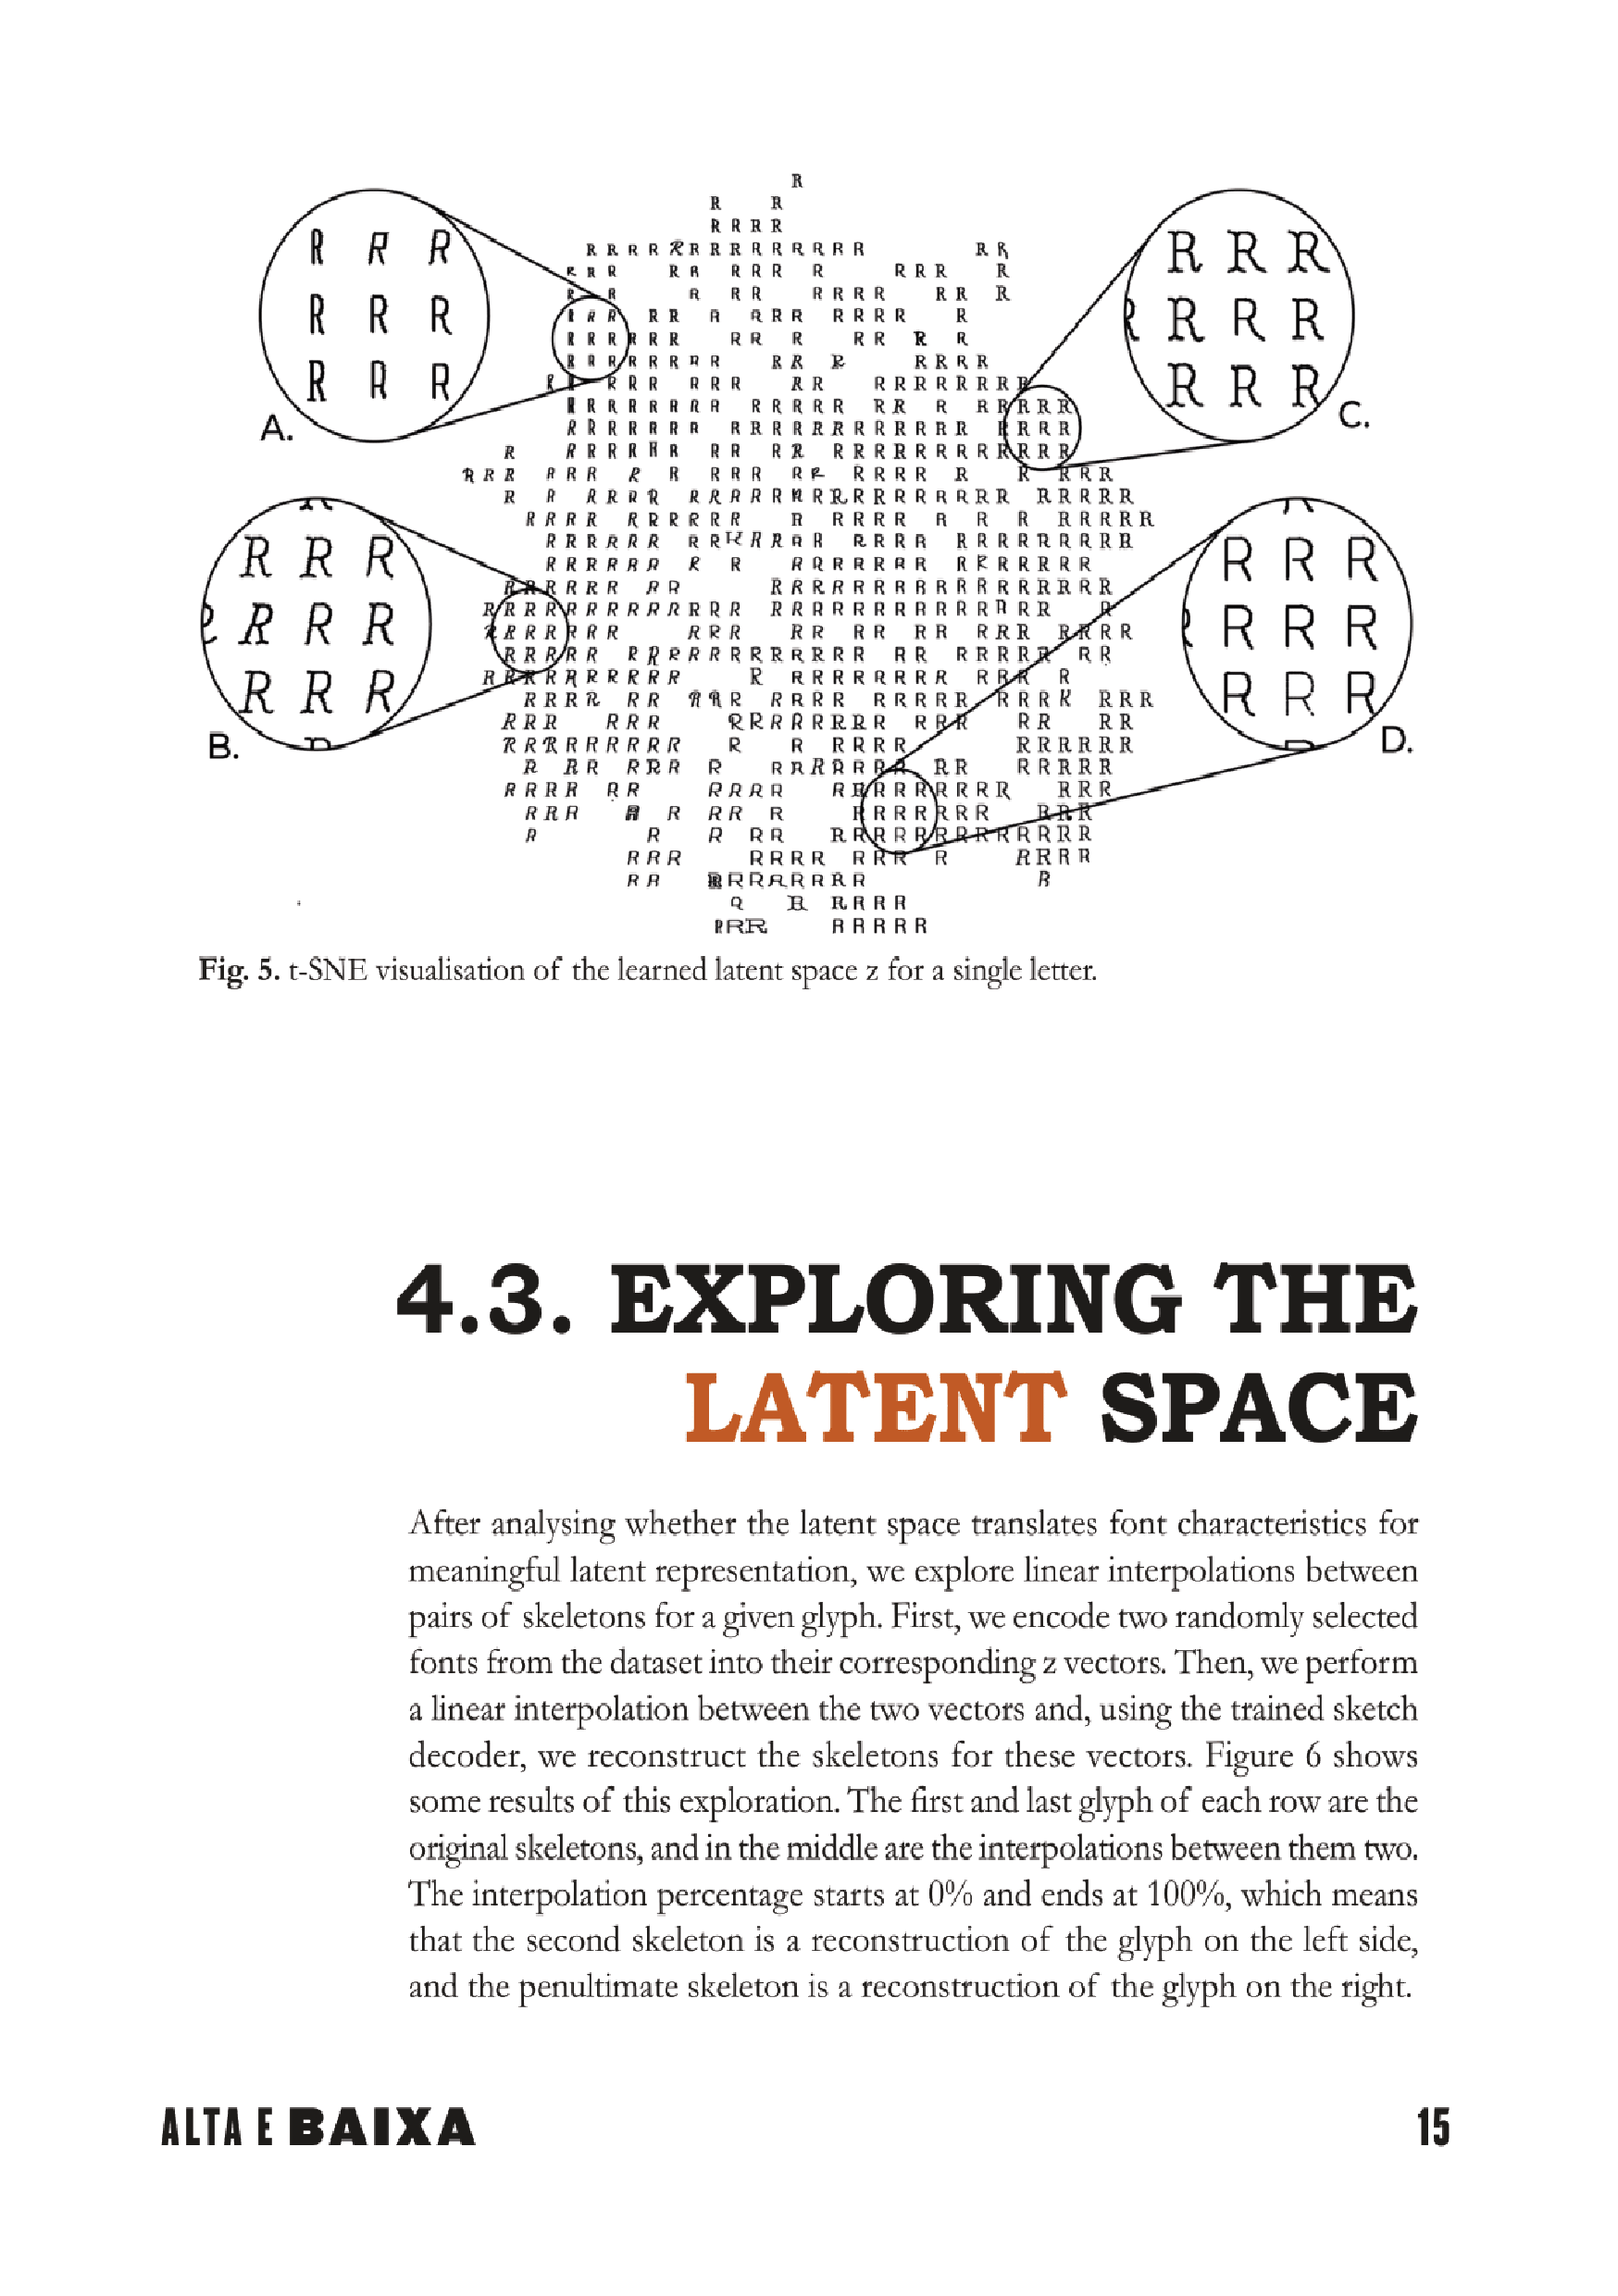 R R R
R R R
R R R
A.
R R R
R R R
R R R
B.
R R R
R R R
R R R
C.
R R R
R R R
R R R
D.
Fig. 5. t-SNE visualisation of the learned latent space z for a single letter.
4.3. EXPLORING THE
LATENT SPACE
After analysing whether the latent space translates font characteristics for
meaningful latent representation, we explore linear interpolations between
pairs of skeletons for a given glyph. First, we encode two randomly selected
fonts from the dataset into their corresponding z vectors. Then, we perform
a linear interpolation between the two vectors and, using the trained sketch
decoder, we reconstruct the skeletons for these vectors. Figure 6 shows
some results of this exploration. The first and last glyph of each row are the
original skeletons, and in the middle are the interpolations between them two.
The interpolation percentage starts at 0% and ends at 100%, which means
that the second skeleton is a reconstruction of the glyph on the left side,
and the penultimate skeleton is a reconstruction of the glyph on the right.
ALTA E BAIXA
15